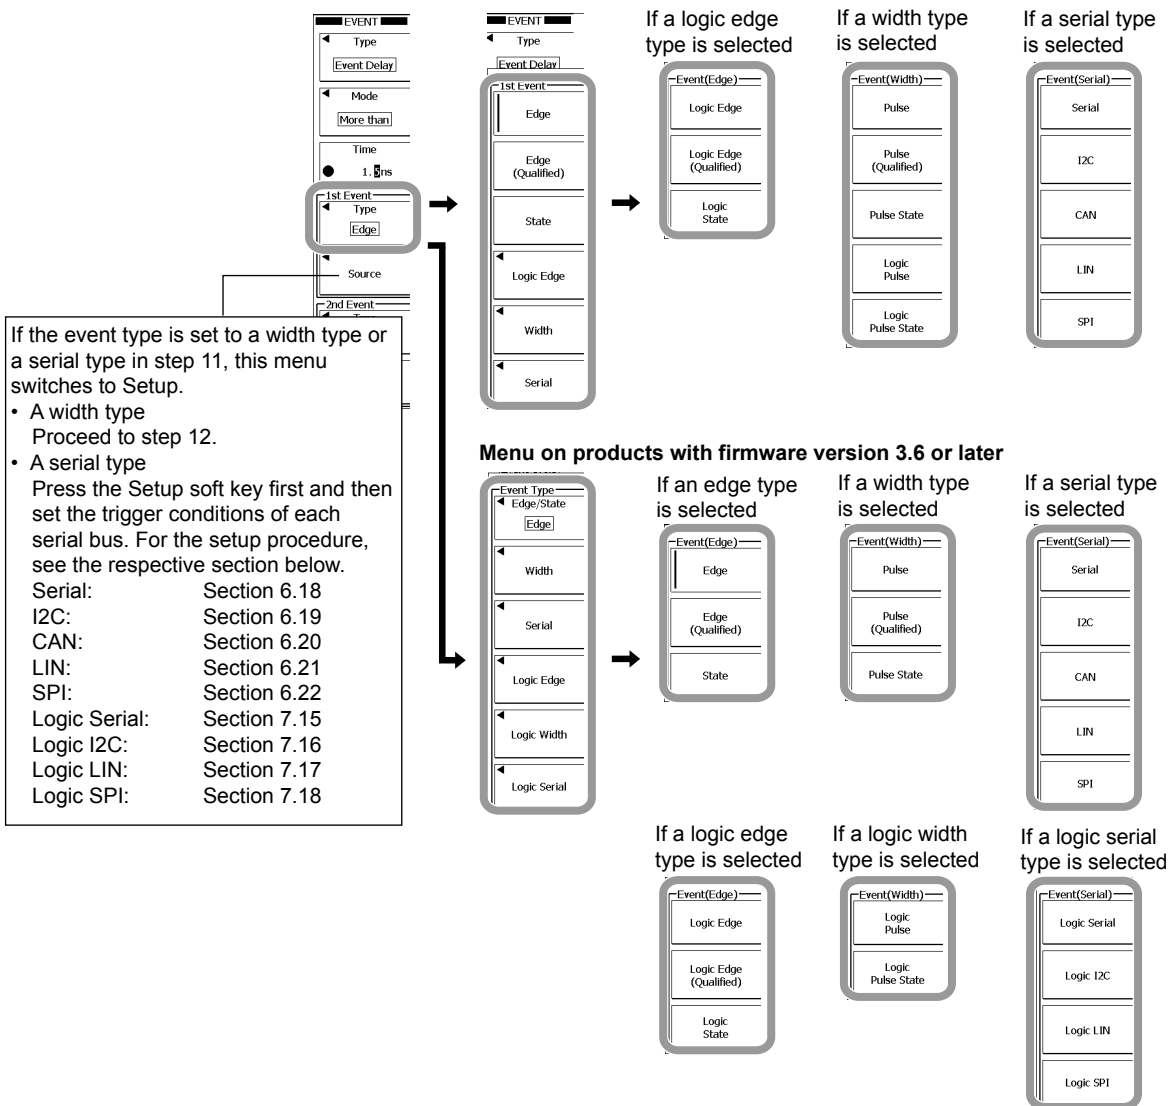 EVENT
Type
Event Delay
Mode
More than
Time
1.5ns
1st Event
Type
Edge
Source
2nd Event
EVENT
Type
Event Delay
1st Event
Edge
Edge
(Qualified)
State
Logic Edge
Width
Serial
If a logic edge
type is selected
Event(Edge)
Logic Edge
Logic Edge
(Qualified)
Logic
State
If a width type
is selected
Event(Width)
Pulse
Pulse
(Qualified)
Pulse State
Logic
Pulse
Logic
Pulse State
If a serial type
is selected
Event(Serial)
Serial
I2C
CAN
LIN
SPI
If the event type is set to a width type or
a serial type in step 11, this menu
switches to Setup.
• A width type
Proceed to step 12.
• A serial type
Press the Setup soft key first and then
set the trigger conditions of each
serial bus. For the setup procedure,
see the respective section below.
Serial: Section 6.18
I2C: Section 6.19
CAN: Section 6.20
LIN: Section 6.21
SPI: Section 6.22
Logic Serial: Section 7.15
Logic I2C: Section 7.16
Logic LIN: Section 7.17
Logic SPI: Section 7.18
Menu on products with firmware version 3.6 or later
Event Type
Edge/State
Edge
Width
Serial
Logic Edge
Logic Width
Logic Serial
If an edge type
is selected
Event(Edge)
Edge
Edge
(Qualified)
State
If a width type
is selected
Event(Width)
Pulse
Pulse
(Qualified)
Pulse State
If a serial type
is selected
Event(Serial)
Serial
I2C
CAN
LIN
SPI
If a logic edge
type is selected
Event(Edge)
Logic Edge
Logic Edge
(Qualified)
Logic
State
If a logic width
type is selected
Event(Width)
Logic
Pulse
Logic
Pulse State
If a logic serial
type is selected
Event(Serial)
Logic Serial
Logic I2C
Logic LIN
Logic SPI